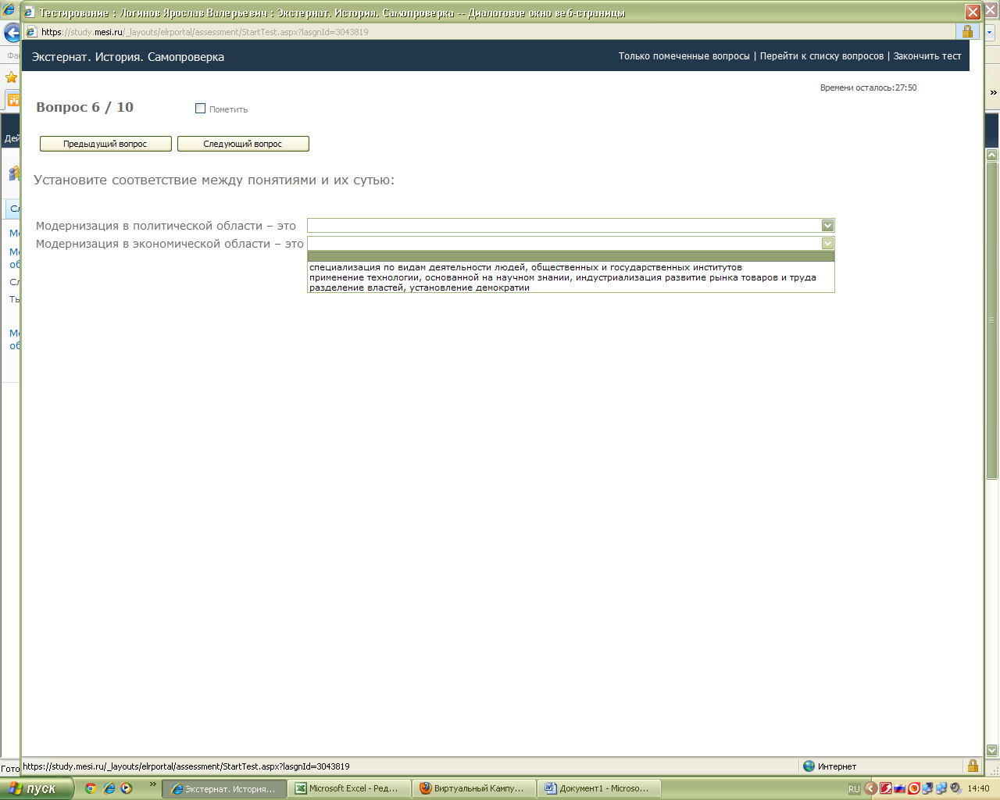 Тестирование : Логинов Ярослав Валерьевич : Экстернат. История. Самопроверка -- Диалоговое окно веб-страницы
https://study.mesi.ru/_layouts/elrportal/assessment/StartTest.aspx?lasgnId=3043819
Экстернат. История. Самопроверка
Только помеченные вопросы | Перейти к списку вопросов | Закончить тест
Времени осталось:27:50
Вопрос 6 / 10
Пометить
Предыдущий вопрос
Следующий вопрос
Установите соответствие между понятиями и их сутью:
Модернизация в политической области – это
Модернизация в экономической области – это
специализация по видам деятельности людей, общественных и государственных институтов
применение технологии, основанной на научном знании, индустриализация развитие рынка товаров и труда
разделение властей, установление демократии
https://study.mesi.ru/_layouts/elrportal/assessment/StartTest.aspx?lasgnId=3043819
Интернет
пуск
Экстернат. История...
Microsoft Excel - Ред...
Виртуальный Кампу...
Документ1 - Microso...
RU
14:40